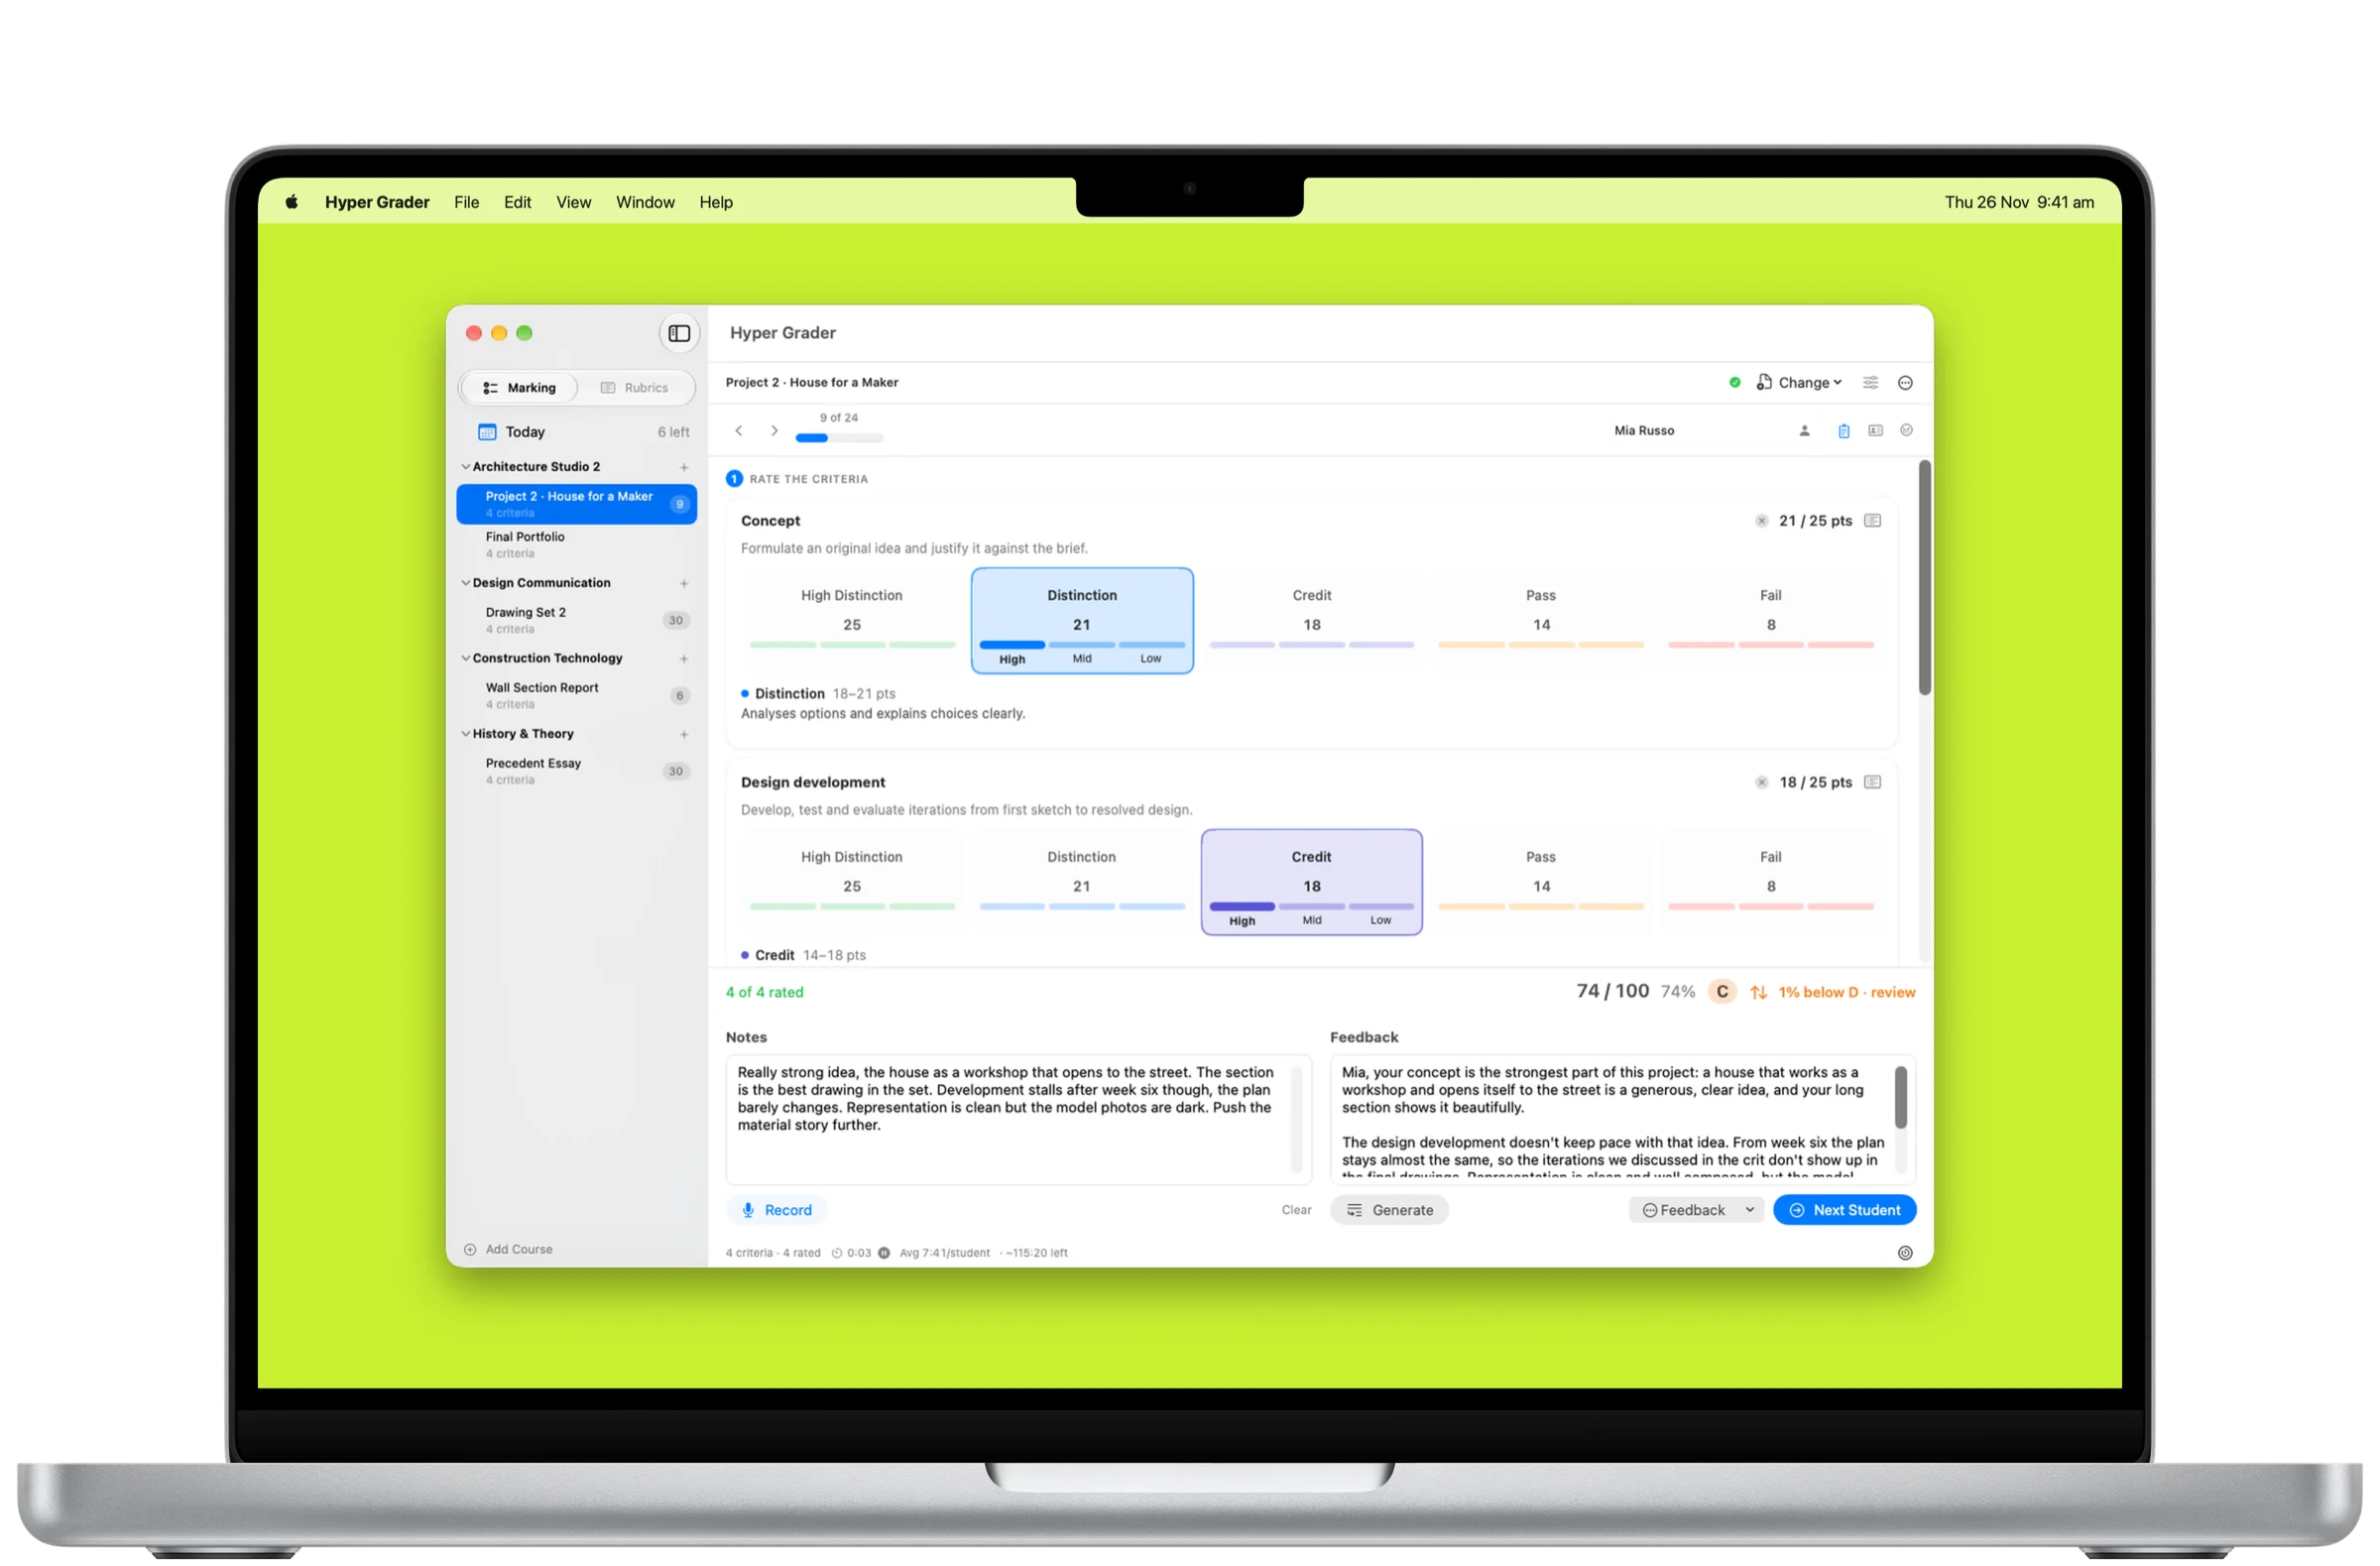 Hyper Grader File Edit View Window Help
Thu 26 Nov 9:41 am
Hyper Grader
Marking Rubrics
Today 6 left
Architecture Studio 2
Project 2 · House for a Maker 9
4 criteria
Final Portfolio
4 criteria
Design Communication
Drawing Set 2 30
4 criteria
Construction Technology
Wall Section Report 6
4 criteria
History & Theory
Precedent Essay 30
4 criteria
Add Course
Project 2 · House for a Maker
Change
9 of 24
Mia Russo
1 RATE THE CRITERIA
Concept 21 / 25 pts
Formulate an original idea and justify it against the brief.
High Distinction Distinction Credit Pass Fail
25 21 18 14 8
High Mid Low
Distinction 18–21 pts
Analyses options and explains choices clearly.
Design development 18 / 25 pts
Develop, test and evaluate iterations from first sketch to resolved design.
High Distinction Distinction Credit Pass Fail
25 21 18 14 8
High Mid Low
Credit 14–18 pts
4 of 4 rated 74 / 100 74% C 1% below D · review
Notes
Really strong idea, the house as a workshop that opens to the street. The section
is the best drawing in the set. Development stalls after week six though, the plan
barely changes. Representation is clean but the model photos are dark. Push the
material story further.
Record Clear
Feedback
Mia, your concept is the strongest part of this project: a house that works as a
workshop and opens itself to the street is a generous, clear idea, and your long
section shows it beautifully.
The design development doesn't keep pace with that idea. From week six the plan
stays almost the same, so the iterations we discussed in the crit don't show up in
the final drawings. Representation is clean and well composed, but the model
Generate Feedback Next Student
4 criteria · 4 rated 0:03 Avg 7:41/student · ~115:20 left